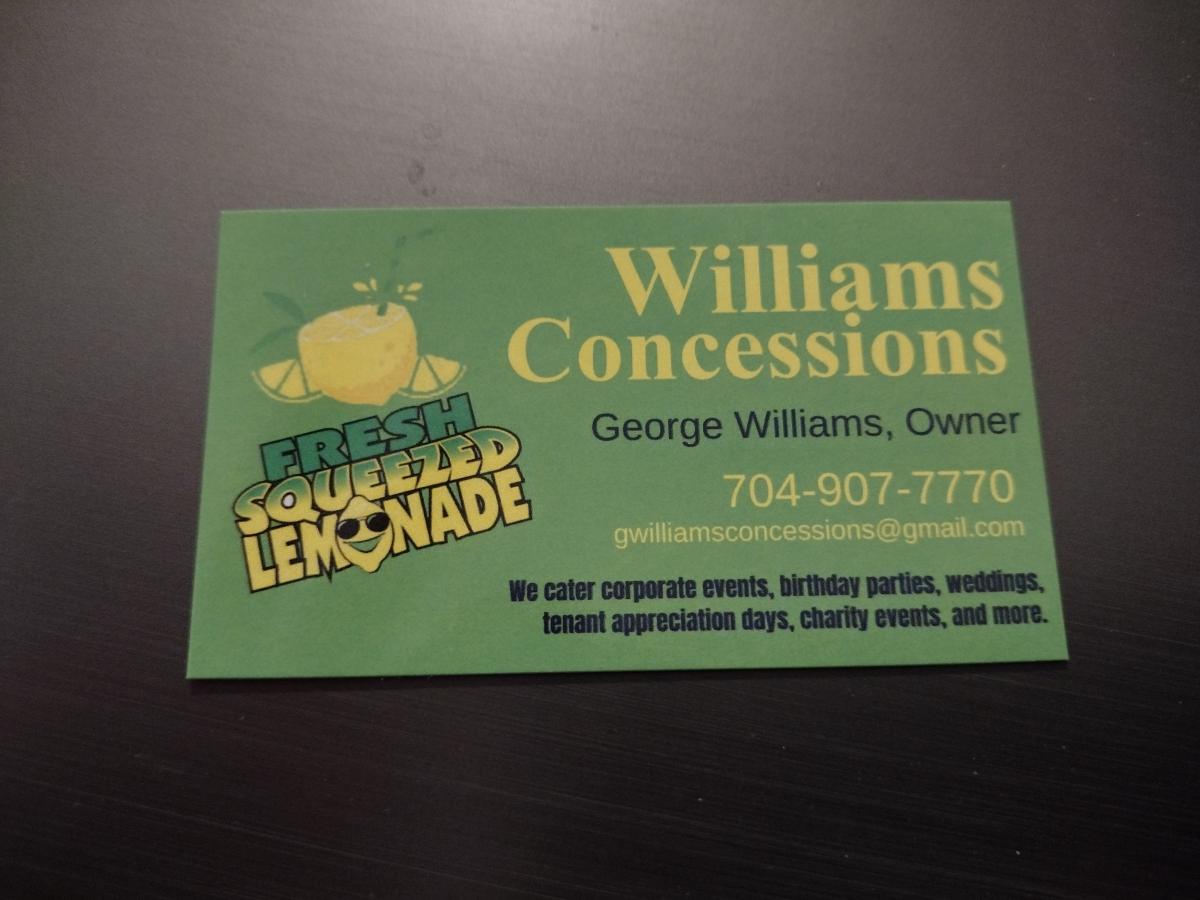 Williams
Concessions
George Williams, Owner
704-907-7770
gwilliamsconcessions@gmail.com
We cater corporate events, birthday parties, weddings,
tenant appreciation days, charity events, and more.
FRESH
SQUEEZED
LEMONADE